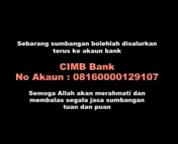 Sebarang sumbangan bolehlah disalurkan
terus ke akaun bank
CIMB Bank
No Akaun : 08160000129107
Semoga Allah akan merahmati dan
membalas segala jasa sumbangan
tuan dan puan